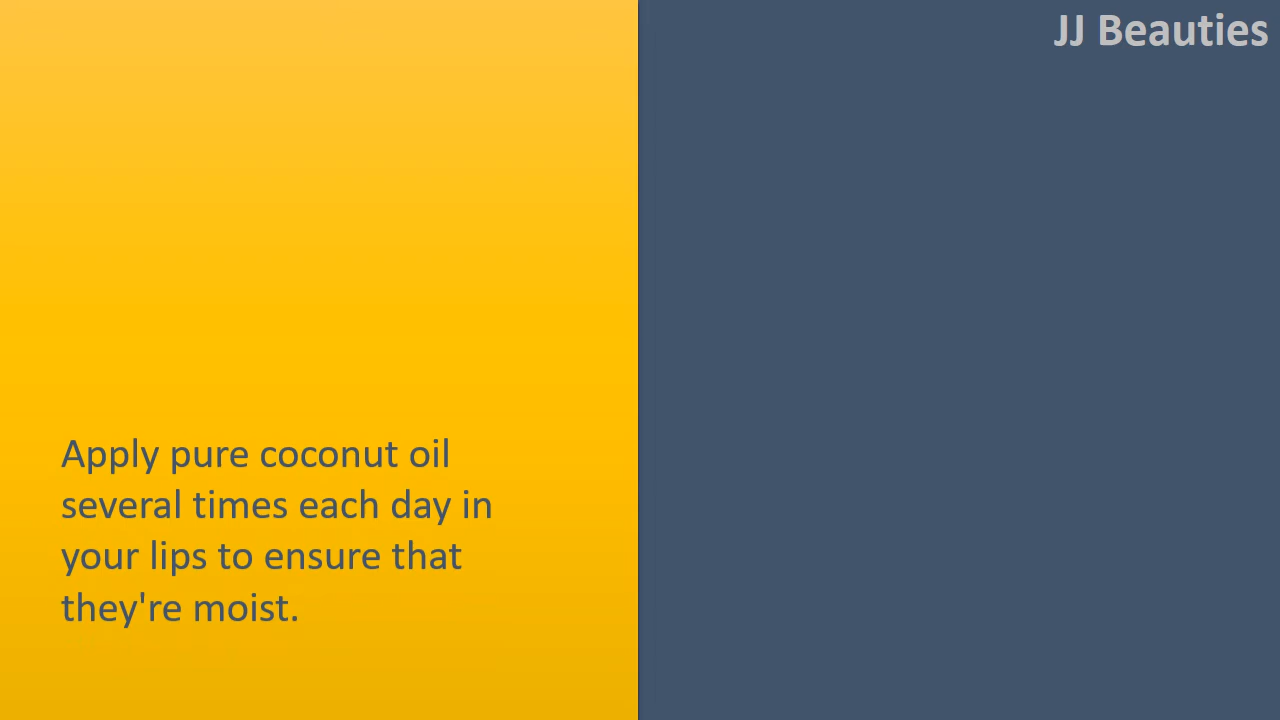 JJ Beauties
Apply pure coconut oil
several times each day in
your lips to ensure that
they're moist.